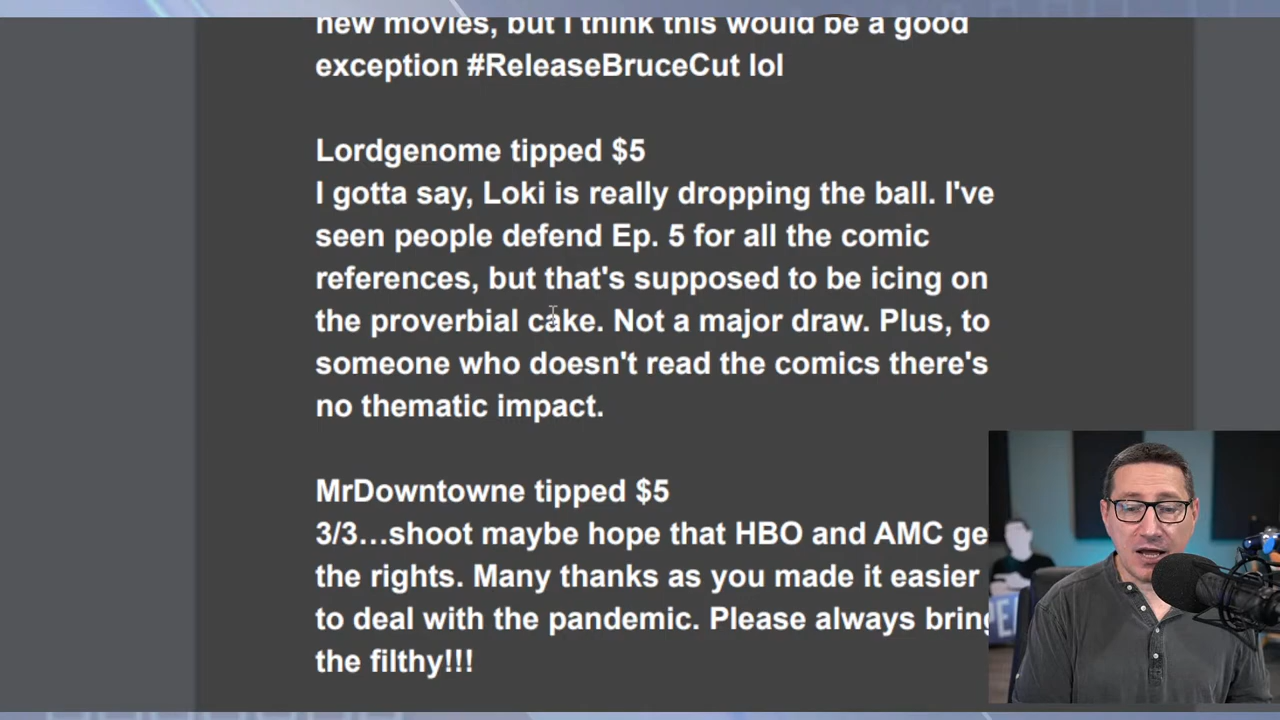 new movies, but I think this would be a good
exception #ReleaseBruceCut lol
Lordgenome tipped $5
I gotta say, Loki is really dropping the ball. I've
seen people defend Ep. 5 for all the comic
references, but that's supposed to be icing on
the proverbial cake. Not a major draw. Plus, to
someone who doesn't read the comics there's
no thematic impact.
MrDowntowne tipped $5
3/3...shoot maybe hope that HBO and AMC ge
the rights. Many thanks as you made it easier
to deal with the pandemic. Please always bring
the filthy!!!